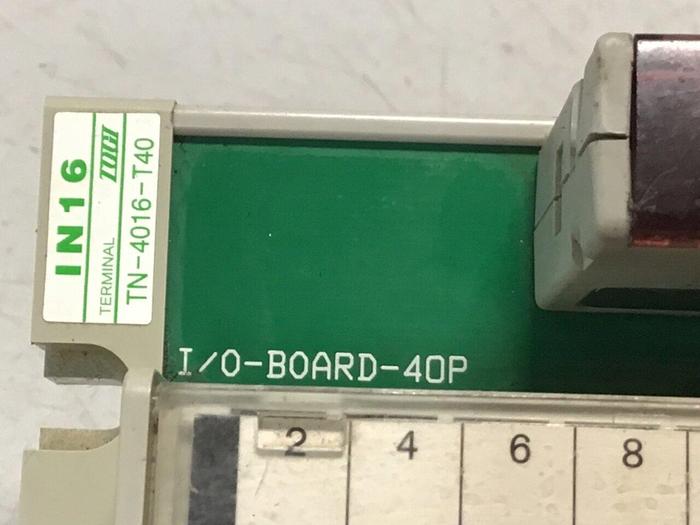 IN16
TOGI
TERMINAL
TN-4016-T40
I/O-BOARD-40P
2 4 6 8